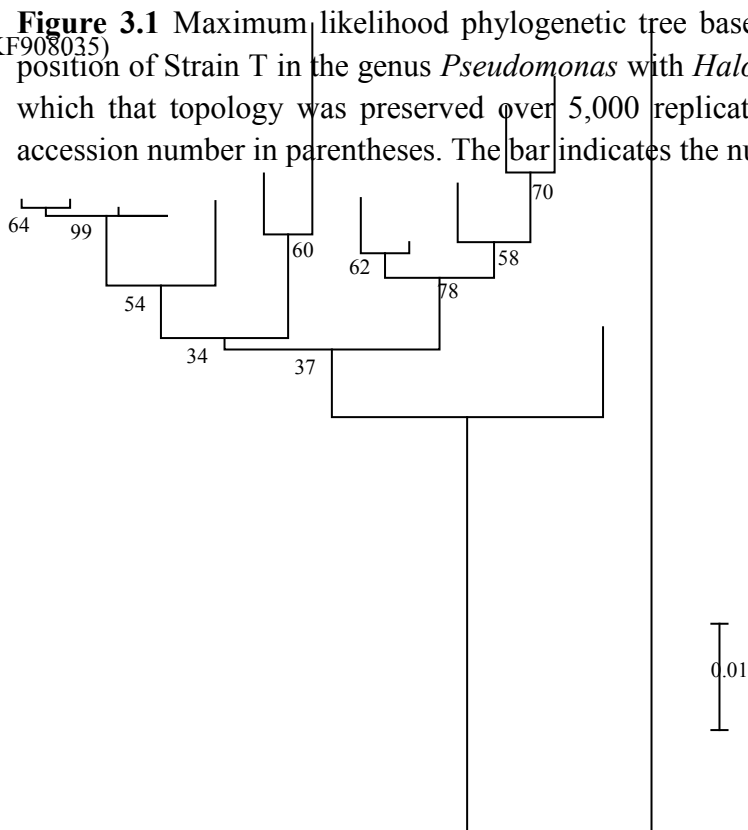 Figure 3.1 Maximum likelihood phylogenetic tree base
F908035)
position of Strain T in the genus Pseudomonas with Halo
which that topology was preserved over 5,000 replicat
accession number in parentheses. The bar indicates the nu
70
64
99
60
58
62
78
54
34
37
0.01